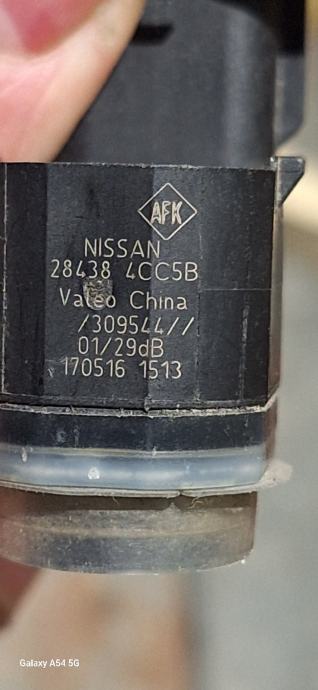 AFK
NISSAN
28438 4CC5B
Valeo China
/309544//
01/29dB
170516 1513
Galaxy A54 5G